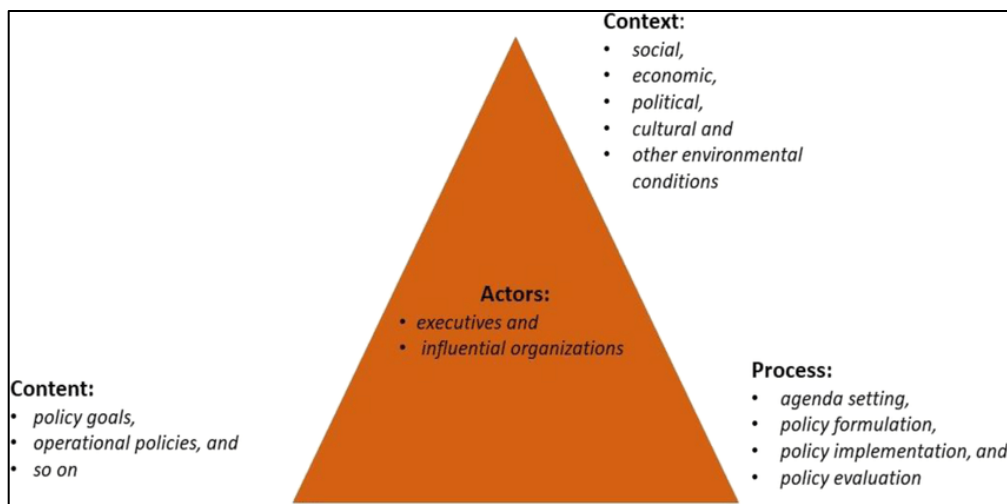 Context:
• social,
• economic,
• political,
• cultural and
• other environmental
conditions
Actors:
• executives and
• influential organizations
Content:
• policy goals,
• operational policies, and
• so on
Process:
• agenda setting,
• policy formulation,
• policy implementation, and
• policy evaluation